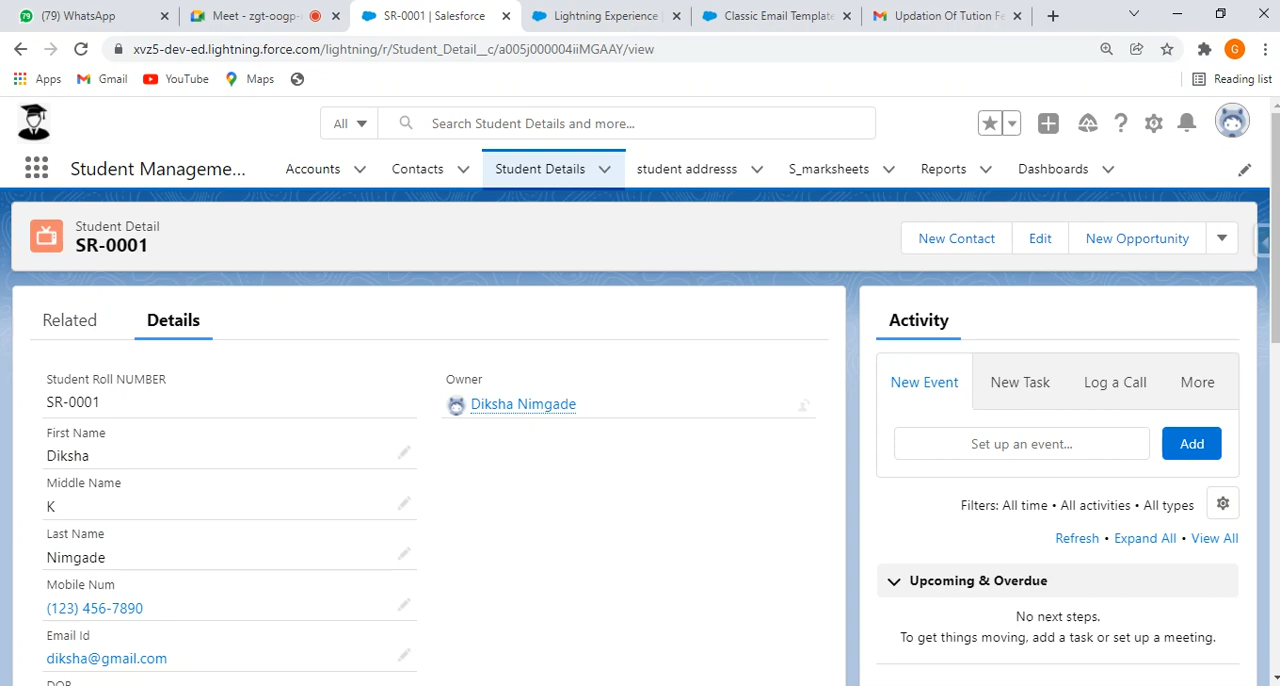 (79) WhatsApp
Meet - zgt-oogp-
SR-0001 | Salesforce
Lightning Experience
Classic Email Template
Updation Of Tution Fe
xvz5-dev-ed.lightning.force.com/lightning/r/Student_Detail__c/a005j000004iiMGAAY/view
G
Apps
Gmail
YouTube
Maps
Reading list
All
Search Student Details and more...
Student Manageme...
Accounts
Contacts
Student Details
student addresss
S_marksheets
Reports
Dashboards
Student Detail
SR-0001
New Contact
Edit
New Opportunity
Related
Details
Student Roll NUMBER
SR-0001
Owner
Diksha Nimgade
First Name
Diksha
Middle Name
K
Last Name
Nimgade
Mobile Num
(123) 456-7890
Email Id
diksha@gmail.com
DOB
Activity
New Event
New Task
Log a Call
More
Set up an event...
Add
Filters: All time • All activities • All types
Refresh • Expand All • View All
Upcoming & Overdue
No next steps.
To get things moving, add a task or set up a meeting.